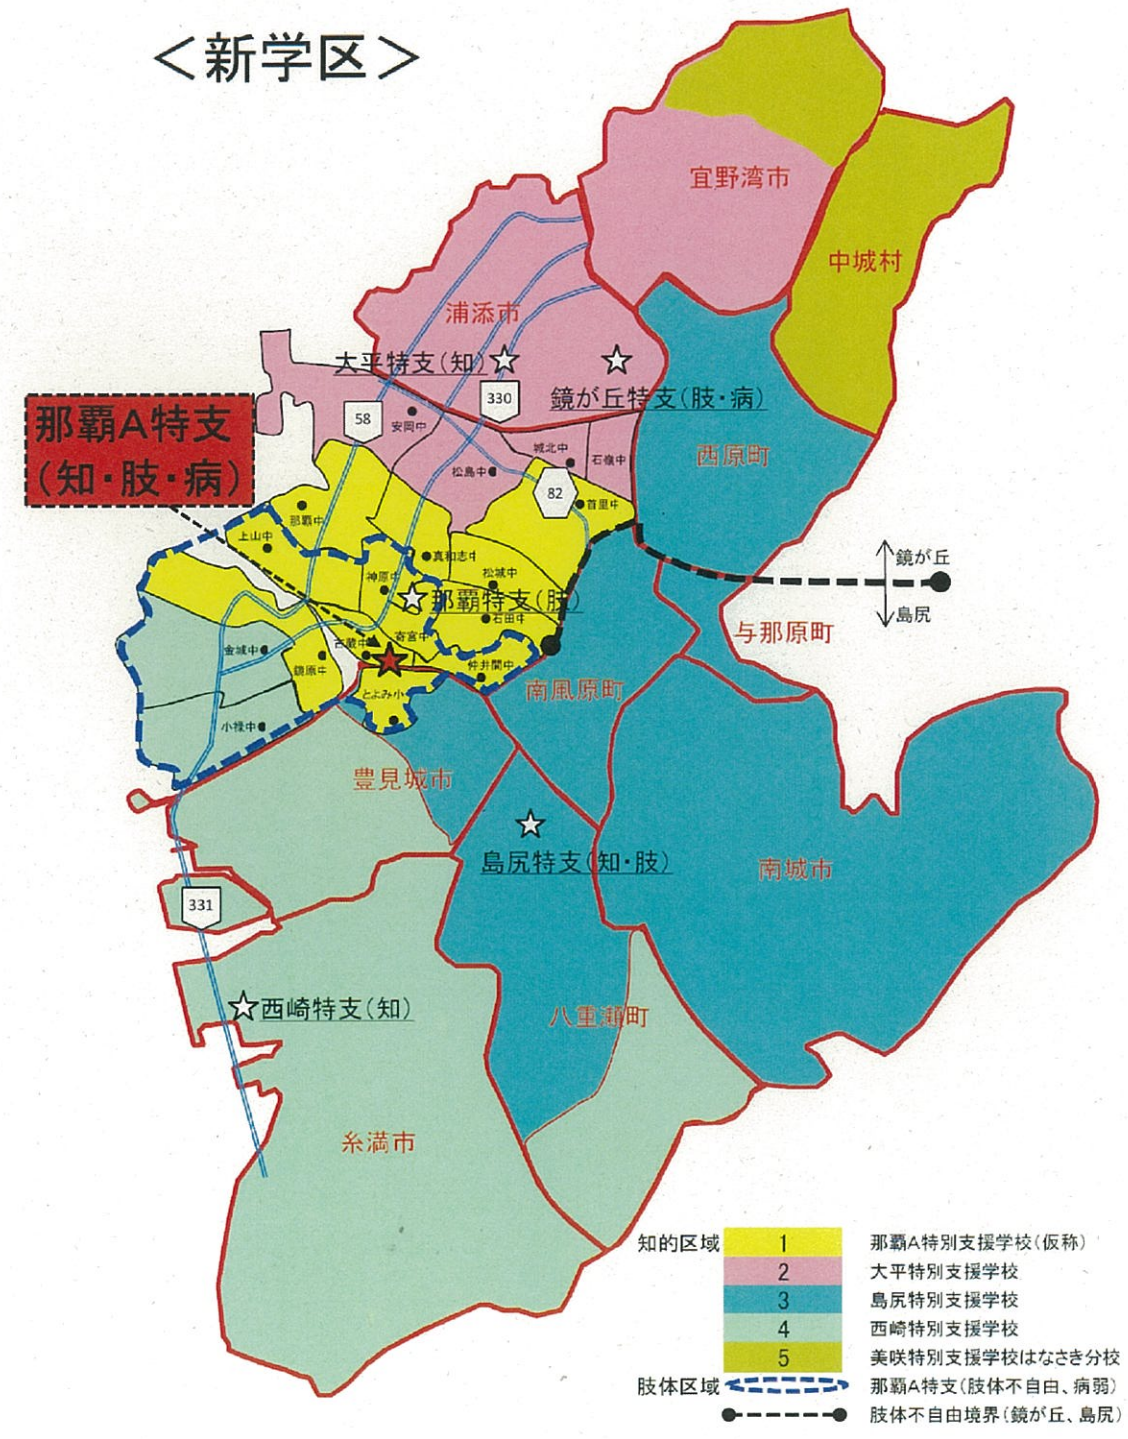 ＜新学区＞
宜野湾市
中城村
浦添市
大平特支（知）
鏡が丘特支（肢・病）
330
58
那覇A特支
（知・肢・病）
安岡中
城北中
石嶺中
松島中
西原町
82
首里中
那覇中
上山中
真和志中
鏡が丘
島尻
松城中
神原中
那覇特支（肢）
石田中
与那原町
寄宮中
古蔵中
金城中
鏡原中
仲井間中
南風原町
とよみ小
小禄中
豊見城市
島尻特支（知・肢）
南城市
331
西崎特支（知）
八重瀬町
糸満市
知的区域 1 那覇A特別支援学校（仮称）
2 大平特別支援学校
3 島尻特別支援学校
4 西崎特別支援学校
5 美咲特別支援学校はなさき分校
肢体区域 那覇A特支（肢体不自由、病弱）
肢体不自由境界（鏡が丘、島尻）